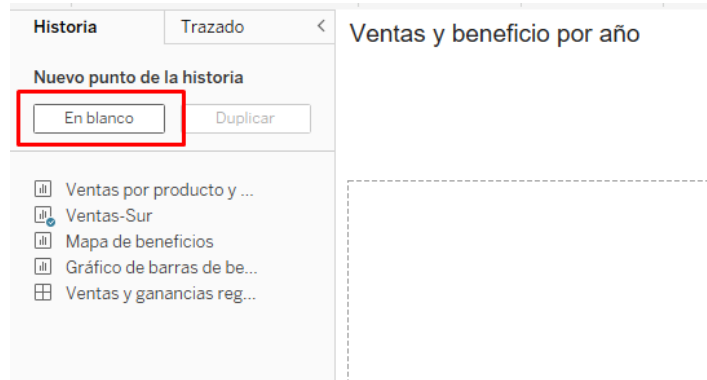 Historia Trazado <
Ventas y beneficio por año
Nuevo punto de la historia
En blanco Duplicar
Ventas por producto y ...
Ventas-Sur
Mapa de beneficios
Gráfico de barras de be...
Ventas y ganancias reg...